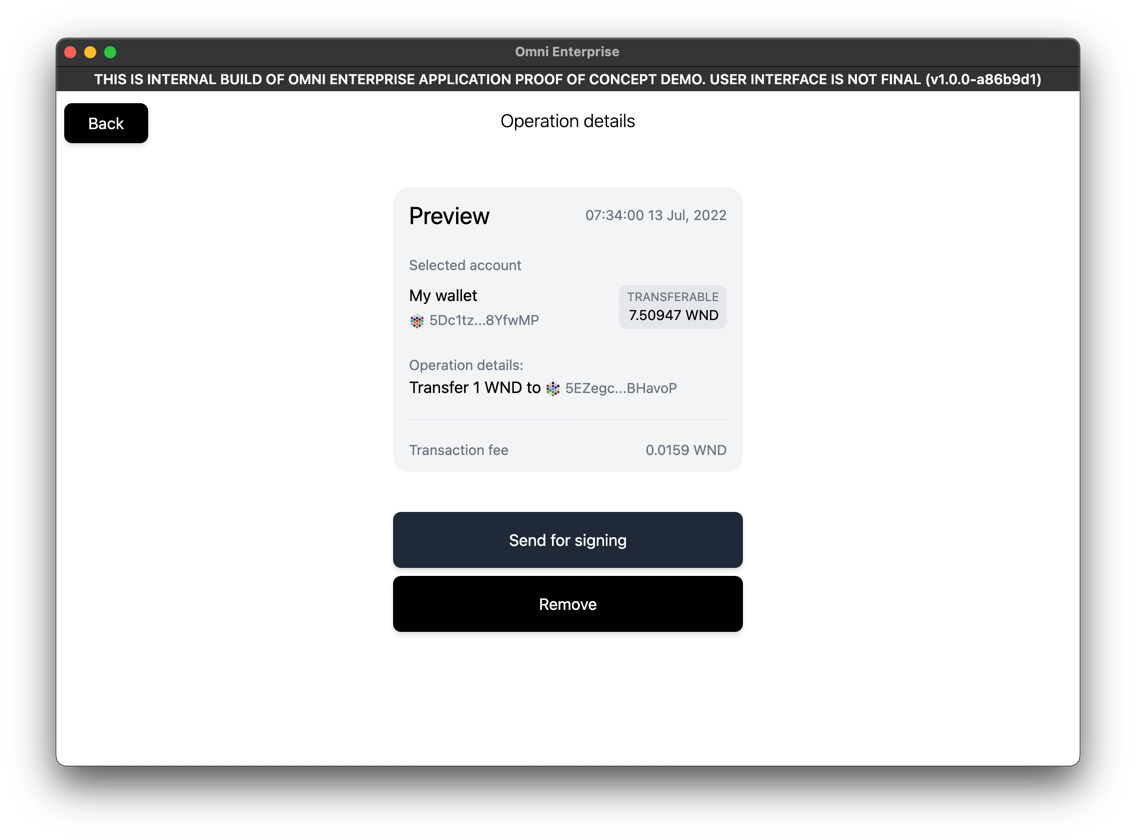 Omni Enterprise
THIS IS INTERNAL BUILD OF OMNI ENTERPRISE APPLICATION PROOF OF CONCEPT DEMO. USER INTERFACE IS NOT FINAL (v1.0.0-a86b9d1)
Back
Operation details
Preview 07:34:00 13 Jul, 2022
Selected account
My wallet
5Dc1tz...8YfwMP
TRANSFERABLE
7.50947 WND
Operation details:
Transfer 1 WND to 5EZegc...BHavoP
Transaction fee 0.0159 WND
Send for signing
Remove